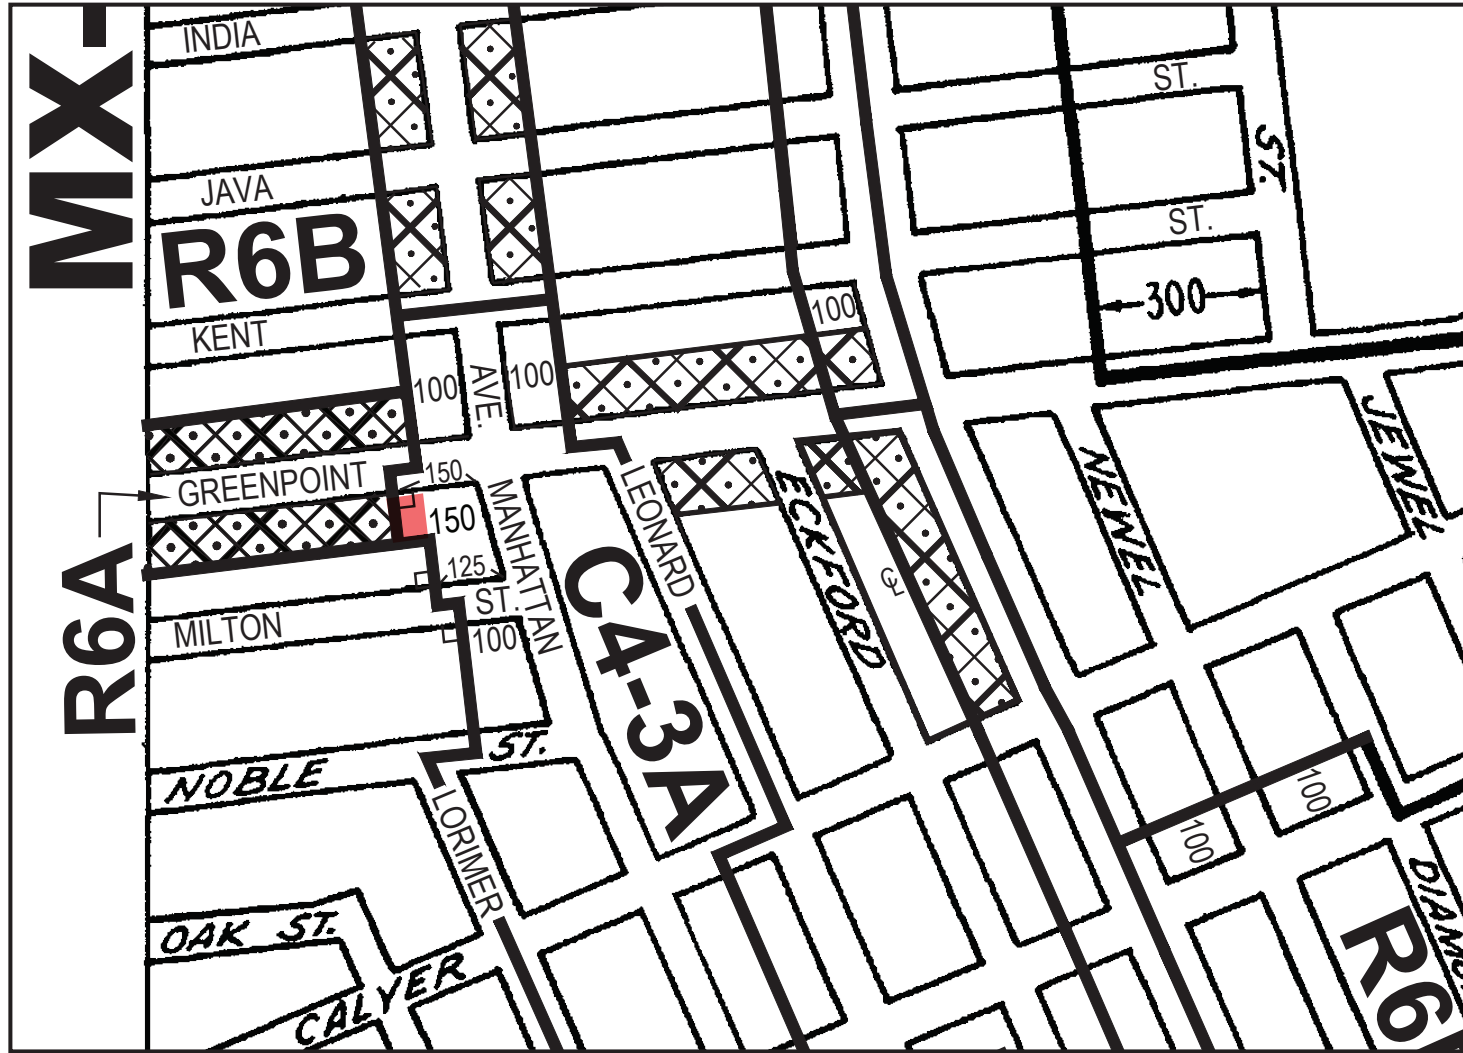 MX-
INDIA
ST.
ST.
JAVA
R6B
ST.
KENT
100
300
100
AVE.
100
JEWEL
NEWEL
GREENPOINT
150
LEONARD
ECKFORD
150
MANHATTAN
R6A
125
ST.
C4-3A
℄
MILTON
100
ST.
NOBLE
LORIMER
100
100
OAK ST.
DIAMO
CALYER
R6